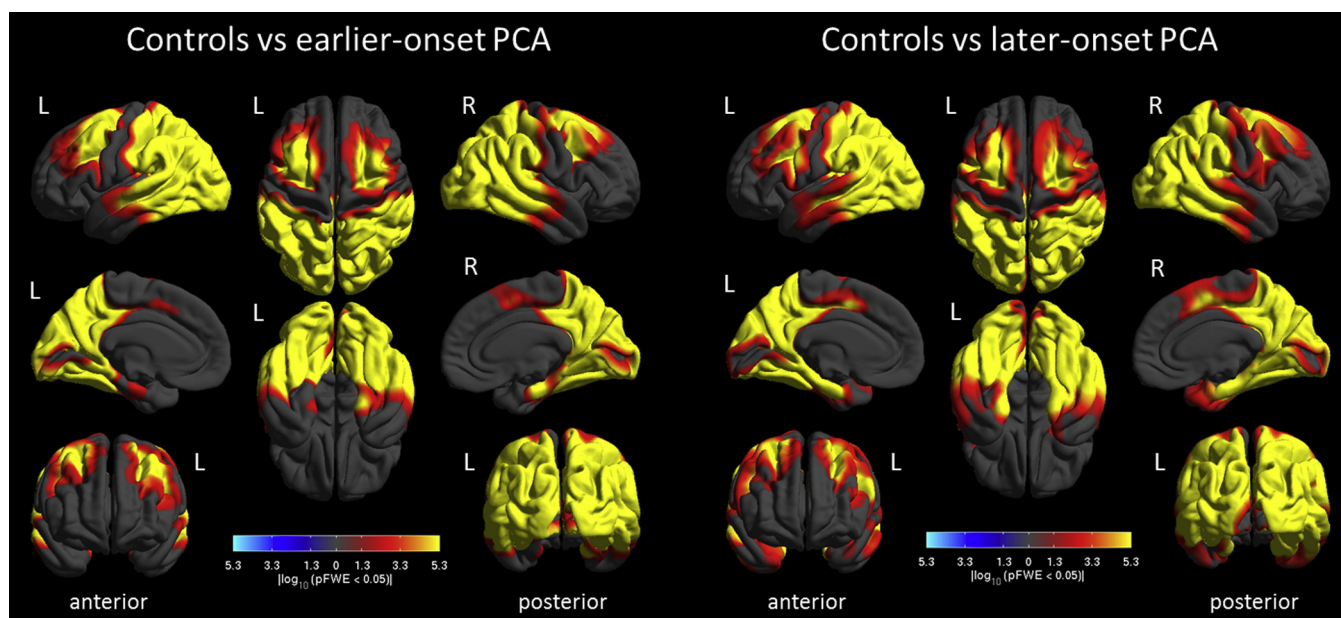 Controls vs earlier-onset PCA
Controls vs later-onset PCA
L
L
R
L
L
R
L
L
R
L
L
R
L
L
L
L
5.3 3.3 1.3 0 1.3 3.3 5.3
|log10 (pFWE < 0.05)|
5.3 3.3 1.3 0 1.3 3.3 5.3
|log10 (pFWE < 0.05)|
anterior
posterior
anterior
posterior